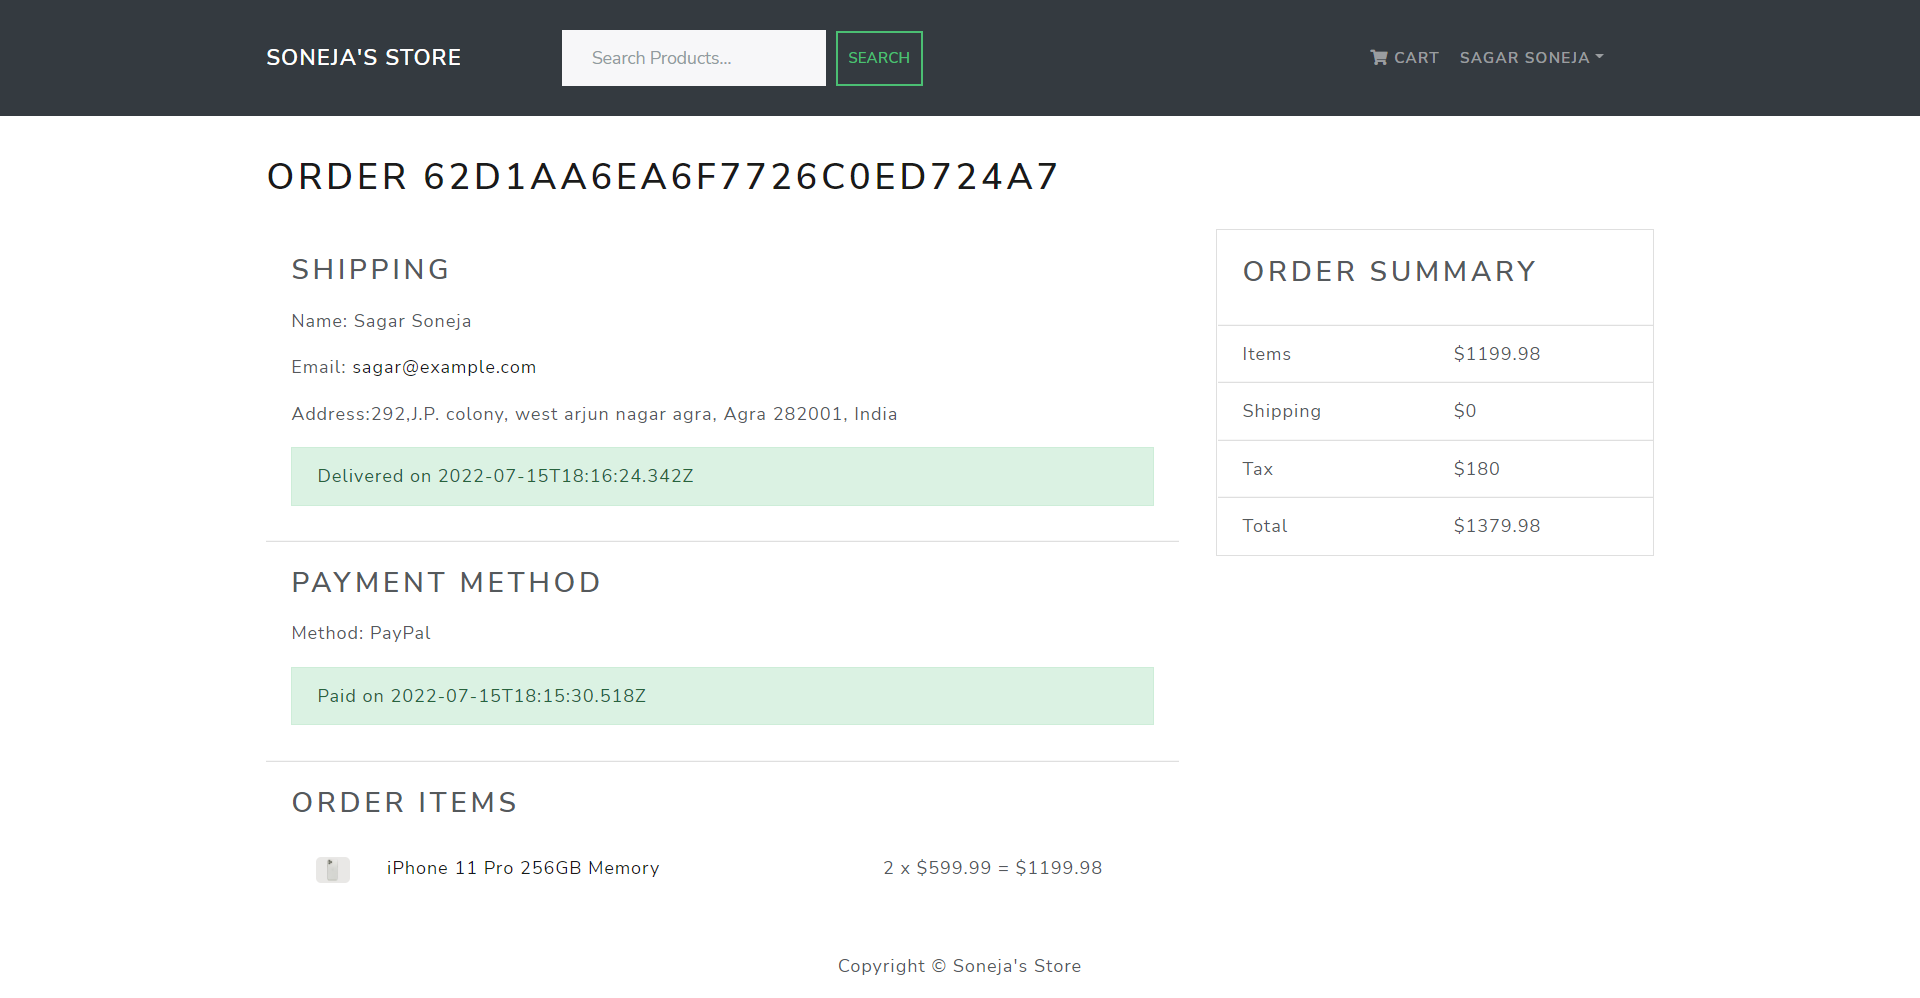 SONEJA'S STORE
Search Products...
SEARCH
CART
SAGAR SONEJA
ORDER 62D1AA6EA6F7726C0ED724A7
SHIPPING
Name: Sagar Soneja
Email: sagar@example.com
Address:292,J.P. colony, west arjun nagar agra, Agra 282001, India
Delivered on 2022-07-15T18:16:24.342Z
PAYMENT METHOD
Method: PayPal
Paid on 2022-07-15T18:15:30.518Z
ORDER ITEMS
iPhone 11 Pro 256GB Memory 2 x $599.99 = $1199.98
ORDER SUMMARY
Items $1199.98
Shipping $0
Tax $180
Total $1379.98
Copyright © Soneja's Store